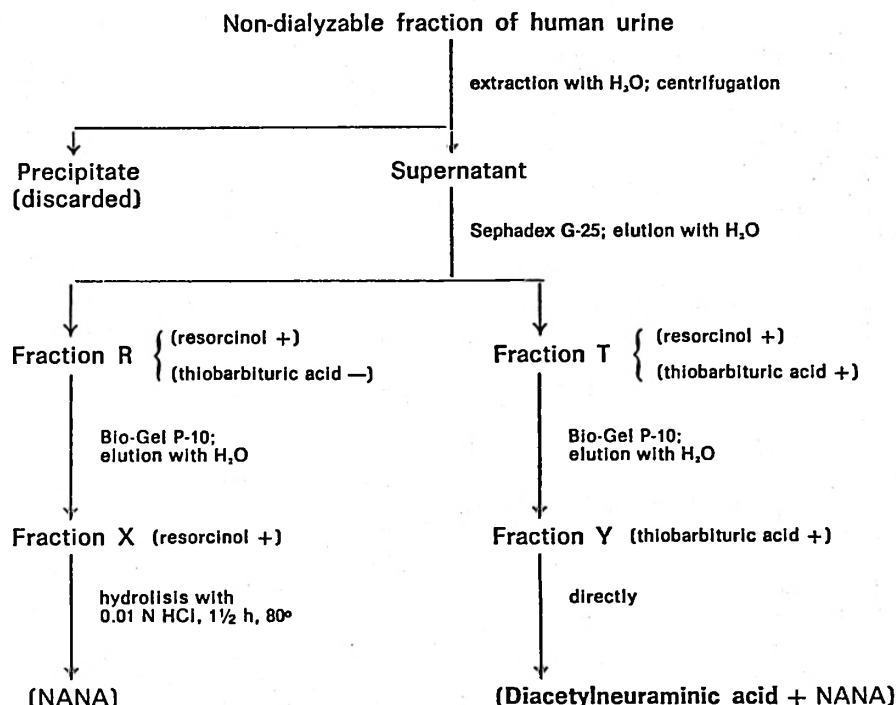 Non-dialyzable fraction of human urine
extraction with H₂O; centrifugation
Precipitate
(discarded)
Supernatant
Sephadex G-25; elution with H₂O
Fraction R
(resorcinol +)
(thiobarbituric acid —)
Fraction T
(resorcinol +)
(thiobarbituric acid +)
Bio-Gel P-10;
elution with H₂O
Bio-Gel P-10;
elution with H₂O
Fraction X (resorcinol +)
Fraction Y (thiobarbituric acid +)
hydrolisis with
0.01 N HCl, 1½ h, 80º
directly
(NANA)
(Diacetylneuraminic acid + NANA)